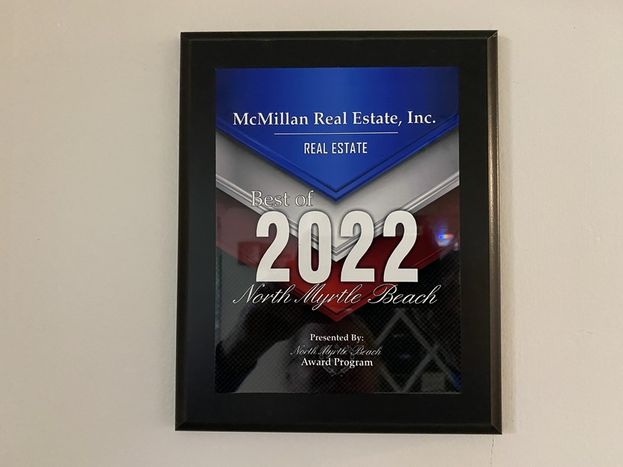 McMillan Real Estate, Inc.
REAL ESTATE
Best of
2022
North Myrtle Beach
Presented By:
North Myrtle Beach
Award Program